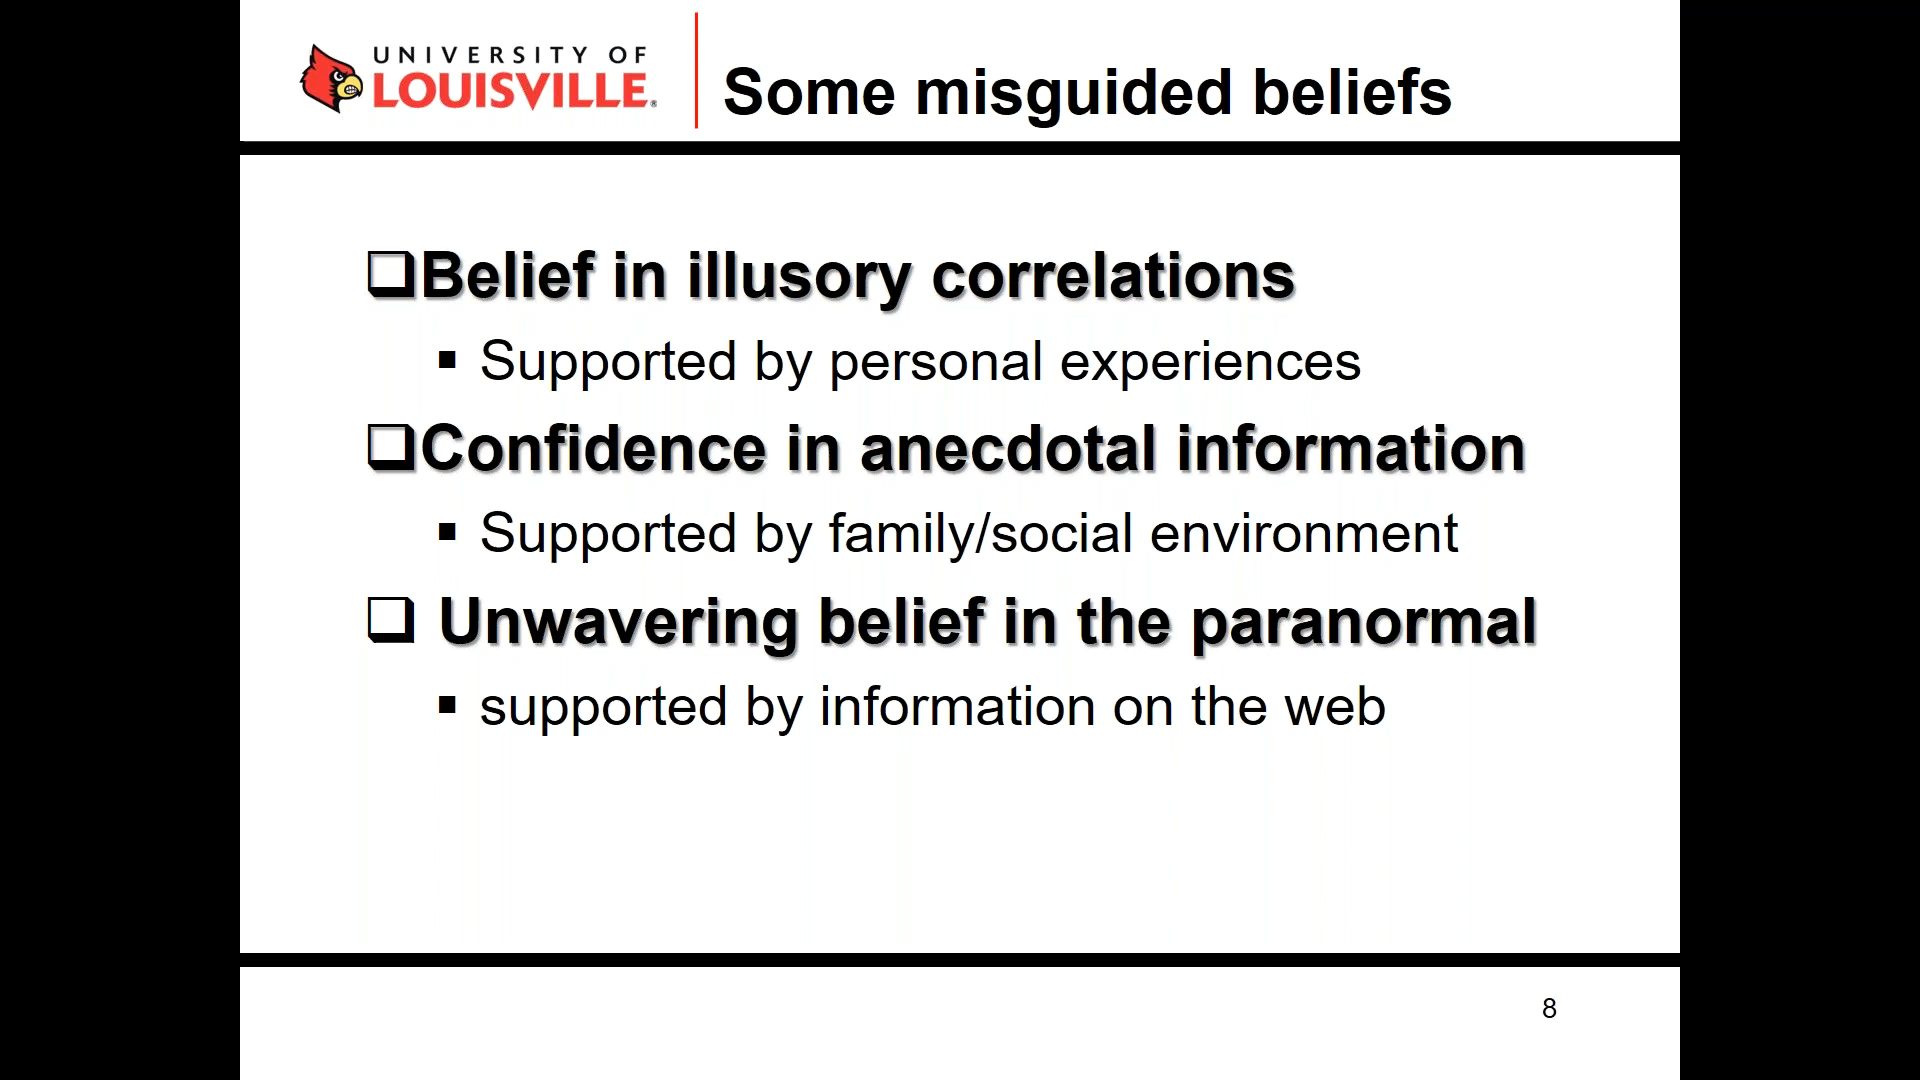 UNIVERSITY OF
LOUISVILLE®
Some misguided beliefs
❑Belief in illusory correlations
▪ Supported by personal experiences
❑Confidence in anecdotal information
▪ Supported by family/social environment
❑ Unwavering belief in the paranormal
▪ supported by information on the web
8